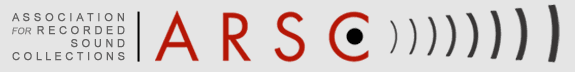 ASSOCIATION
FOR RECORDED
SOUND
COLLECTIONS
ARSC